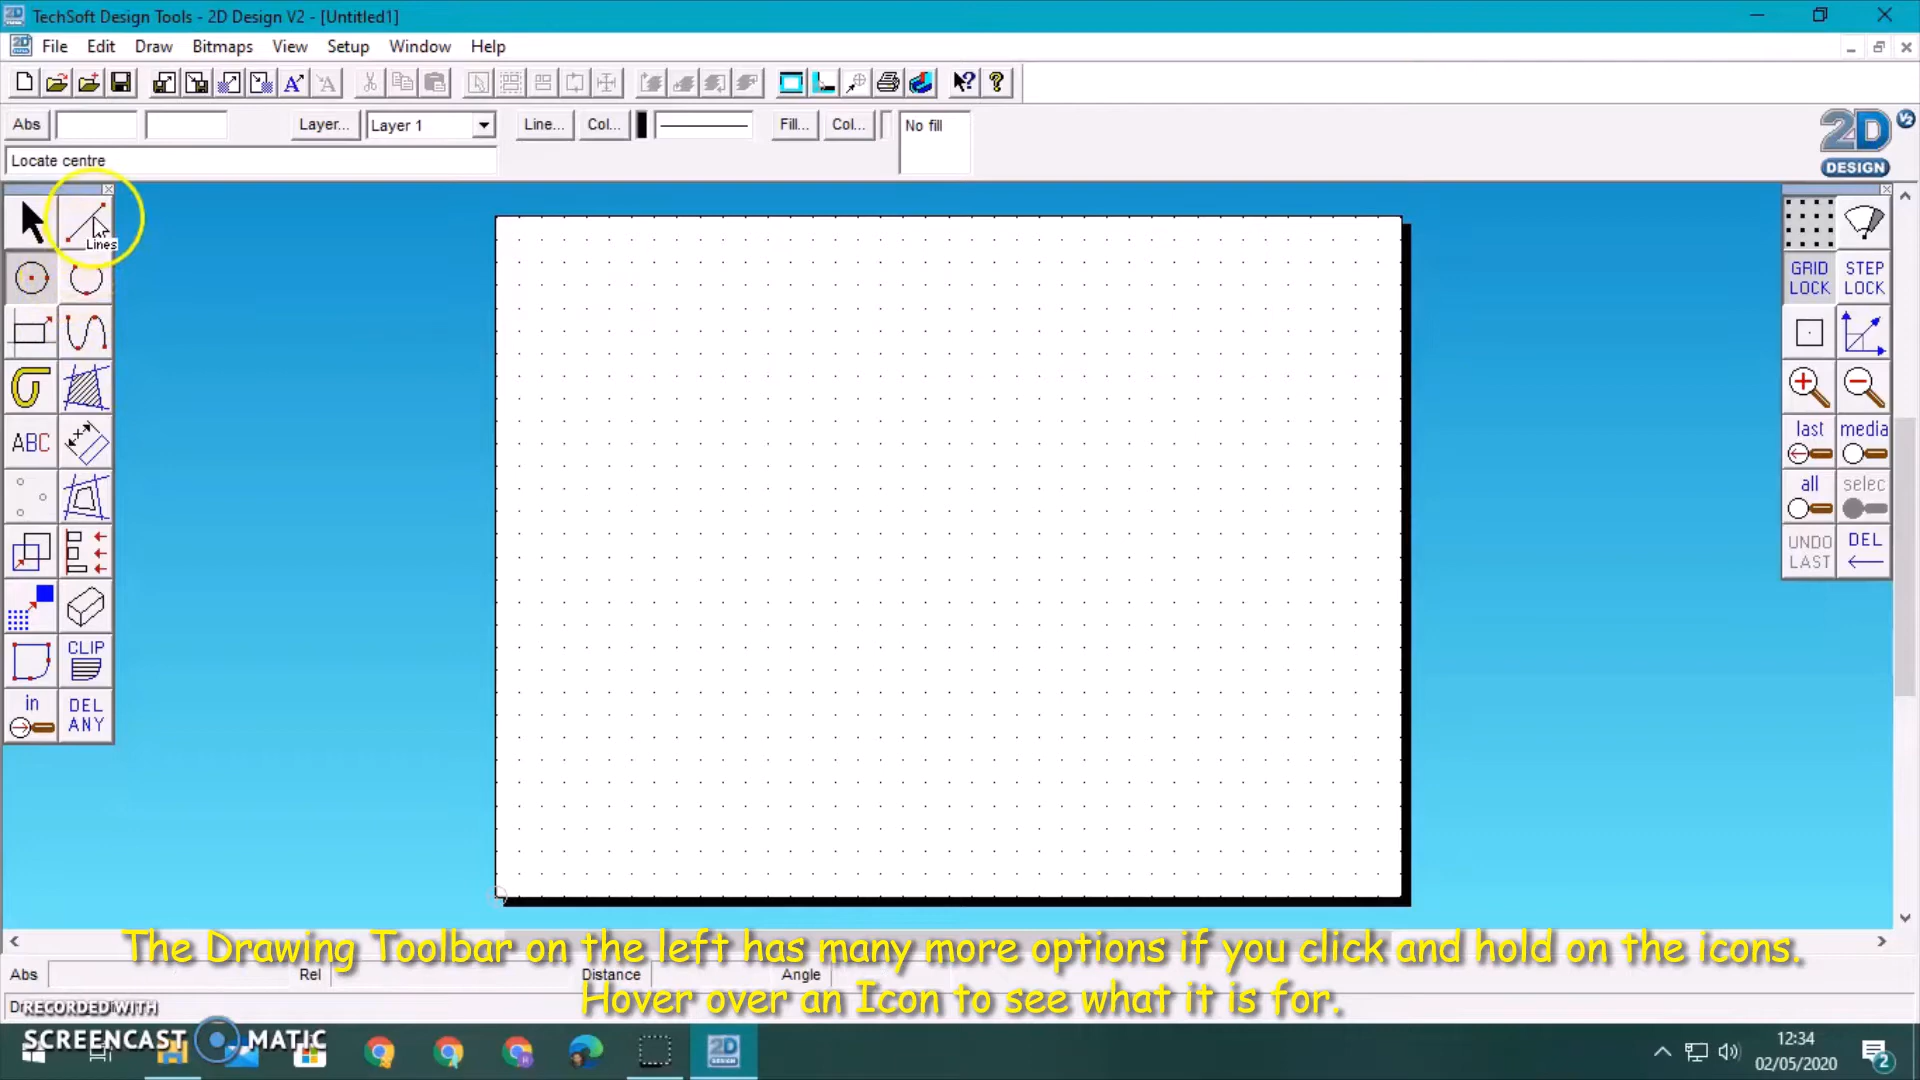 TechSoft Design Tools - 2D Design V2 - [Untitled1]
File Edit Draw Bitmaps View Setup Window Help
Abs Layer... Layer 1 Line... Col... Fill... Col... No fill
2D V2
DESIGN
Locate centre
Lines
GRID LOCK
STEP LOCK
ABC
last
media
all
selec
UNDO LAST
DEL
CLIP
in
DEL ANY
The Drawing Toolbar on the left has many more options if you click and hold on the icons.
Abs Rel Distance Angle
Hover over an Icon to see what it is for.
RECORDED WITH
SCREENCAST MATIC
2D DESIGN
12:34
02/05/2020
2